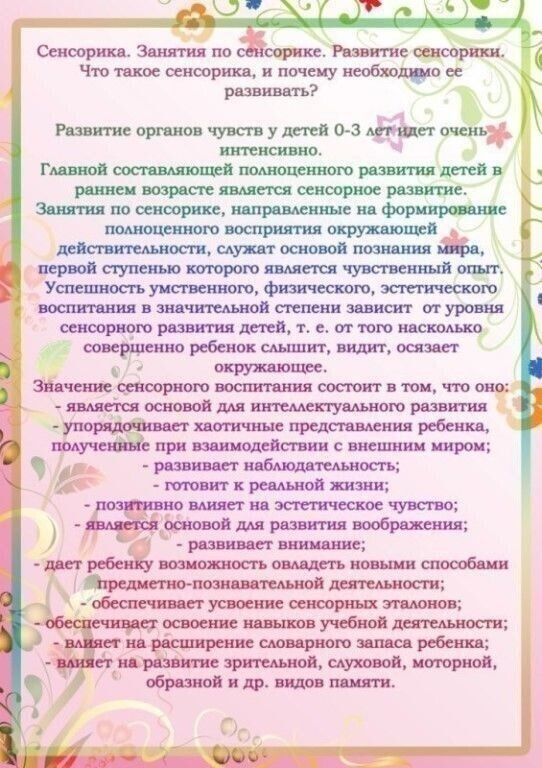 Сенсорика. Занятия по сенсорике. Развитие сенсорики.
Что такое сенсорика, и почему необходимо ее
развивать?
Развитие органов чувств у детей 0-3 лет идет очень
интенсивно.
Главной составляющей полноценного развития детей в
раннем возрасте является сенсорное развитие.
Занятия по сенсорике, направленные на формирование
полноценного восприятия окружающей
действительности, служат основой познания мира,
первой ступенью которого является чувственный опыт.
Успешность умственного, физического, эстетического
воспитания в значительной степени зависит от уровня
сенсорного развития детей, т. е. от того насколько
совершенно ребенок слышит, видит, осязает
окружающее.
Значение сенсорного воспитания состоит в том, что оно:
- является основой для интеллектуального развития
- упорядочивает хаотичные представления ребенка,
полученные при взаимодействии с внешним миром;
- развивает наблюдательность;
- готовит к реальной жизни;
- позитивно влияет на эстетическое чувство;
- является основой для развития воображения;
- развивает внимание;
- дает ребенку возможность овладеть новыми способами
предметно-познавательной деятельности;
- обеспечивает усвоение сенсорных эталонов;
- обеспечивает освоение навыков учебной деятельности;
- влияет на расширение словарного запаса ребенка;
- влияет на развитие зрительной, слуховой, моторной,
образной и др. видов памяти.